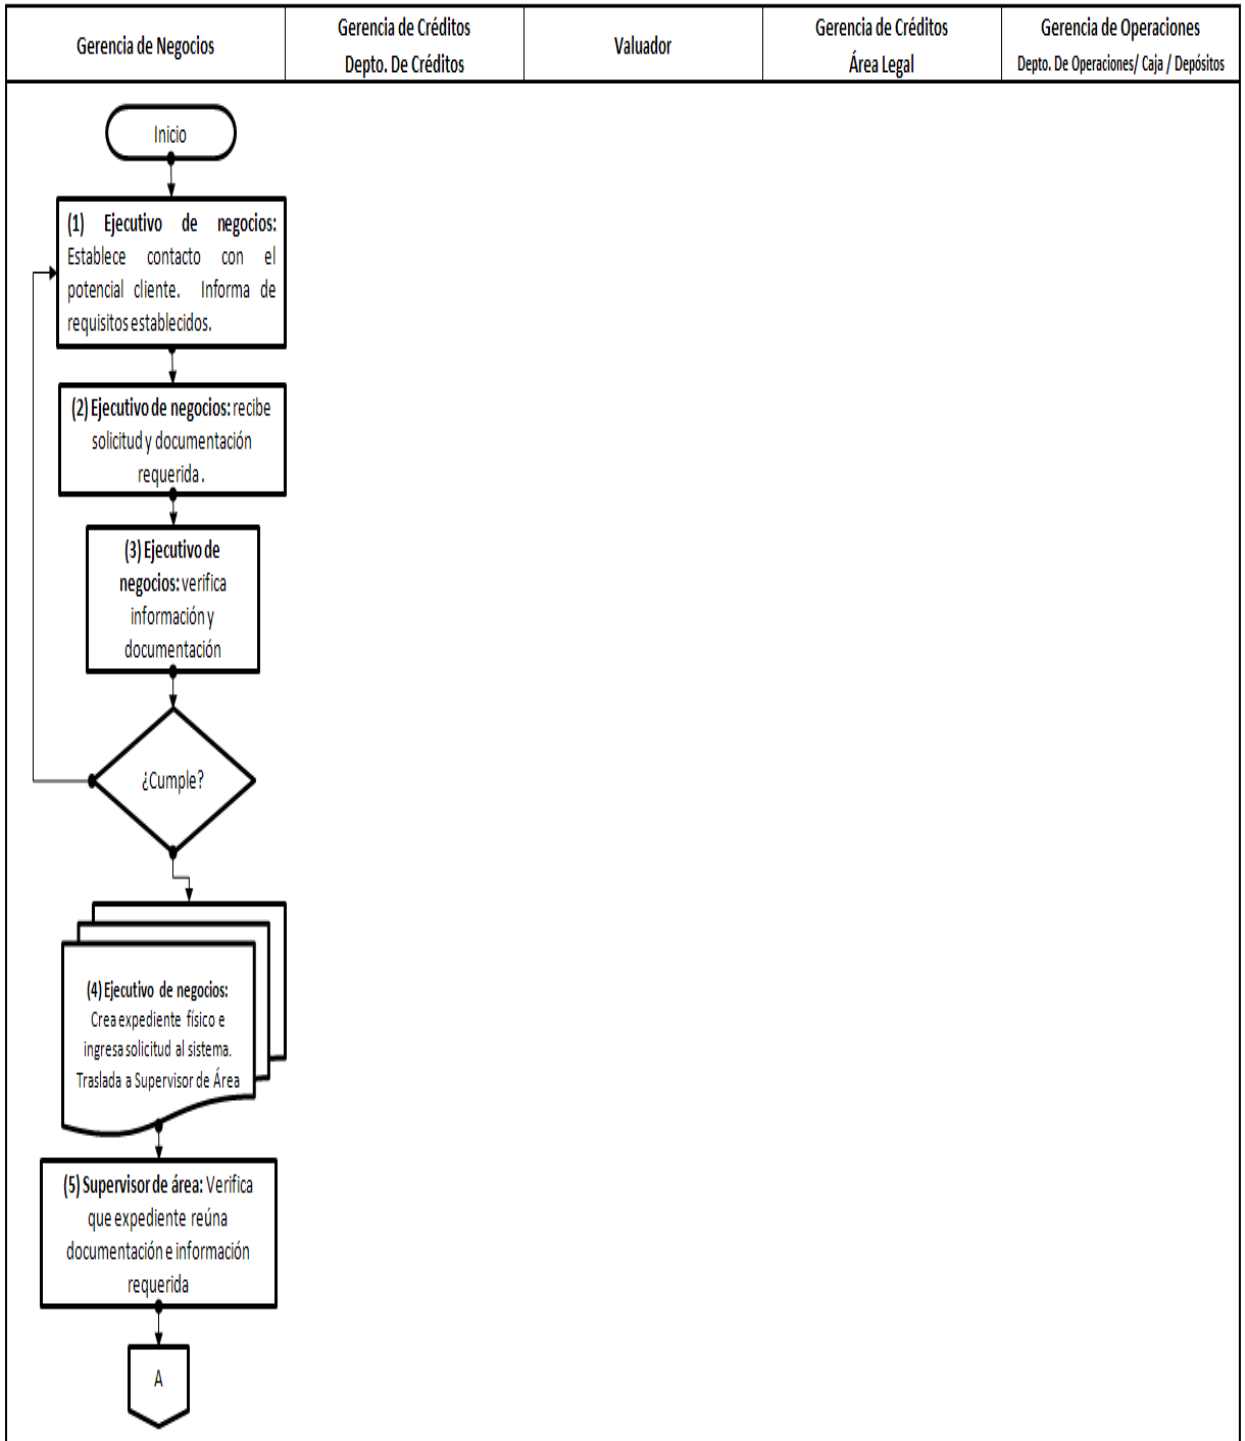 Gerencia de Negocios
Gerencia de Créditos
Depto. De Créditos
Valuador
Gerencia de Créditos
Área Legal
Gerencia de Operaciones
Depto. De Operaciones/ Caja / Depósitos
Inicio
(1) Ejecutivo de negocios:
Establece contacto con el
potencial cliente. Informa de
requisitos establecidos.
(2) Ejecutivo de negocios: recibe
solicitud y documentación
requerida .
(3) Ejecutivo de
negocios: verifica
información y
documentación
¿Cumple?
(4) Ejecutivo de negocios:
Crea expediente físico e
ingresa solicitud al sistema.
Traslada a Supervisor de Área
(5) Supervisor de área: Verifica
que expediente reúna
documentación e información
requerida
A